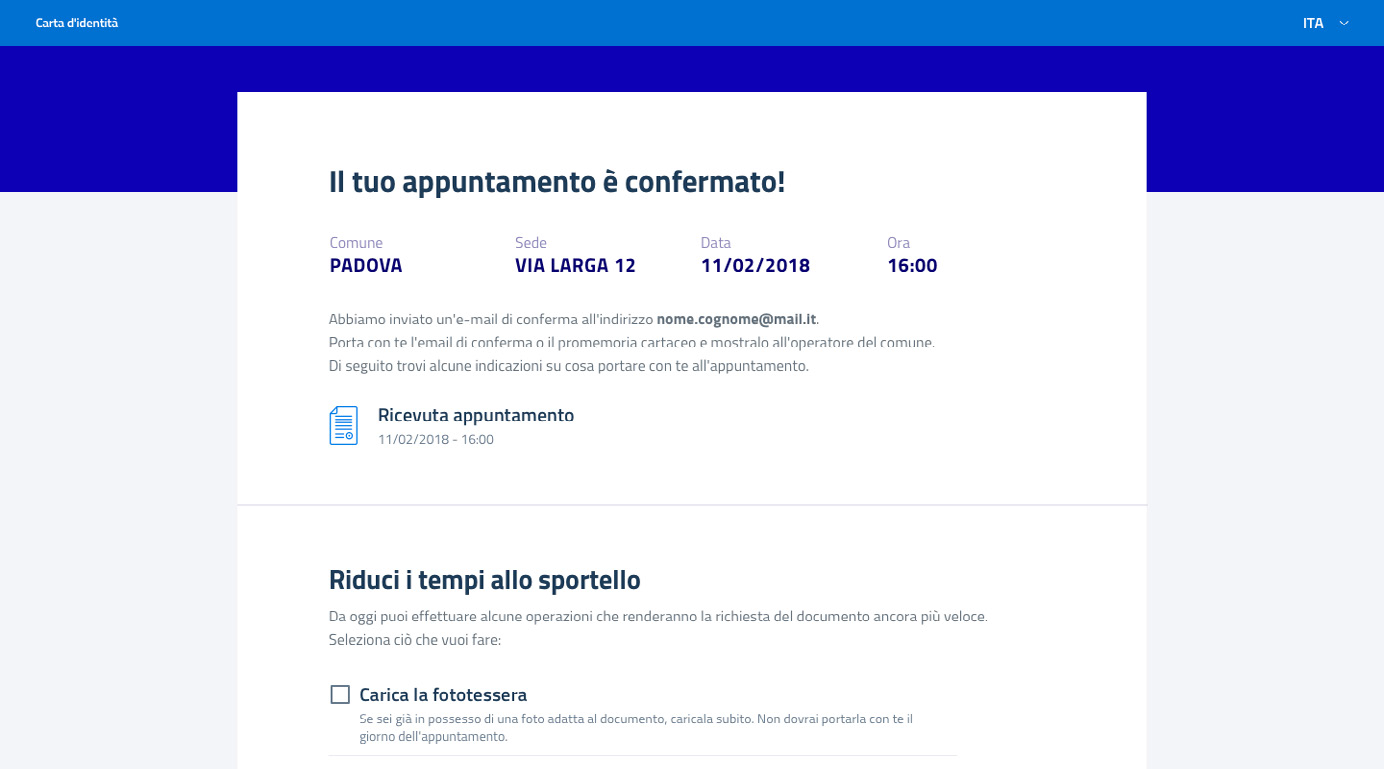 Carta d'identità
ITA
Il tuo appuntamento è confermato!
Comune Sede Data Ora
PADOVA VIA LARGA 12 11/02/2018 16:00
Abbiamo inviato un'e-mail di conferma all'indirizzo nome.cognome@mail.it.
Porta con te l'email di conferma o il promemoria cartaceo e mostralo all'operatore del comune.
Di seguito trovi alcune indicazioni su cosa portare con te all'appuntamento.
Ricevuta appuntamento
11/02/2018 - 16:00
Riduci i tempi allo sportello
Da oggi puoi effettuare alcune operazioni che renderanno la richiesta del documento ancora più veloce.
Seleziona ciò che vuoi fare:
Carica la fototessera
Se sei già in possesso di una foto adatta al documento, caricala subito. Non dovrai portarla con te il
giorno dell'appuntamento.